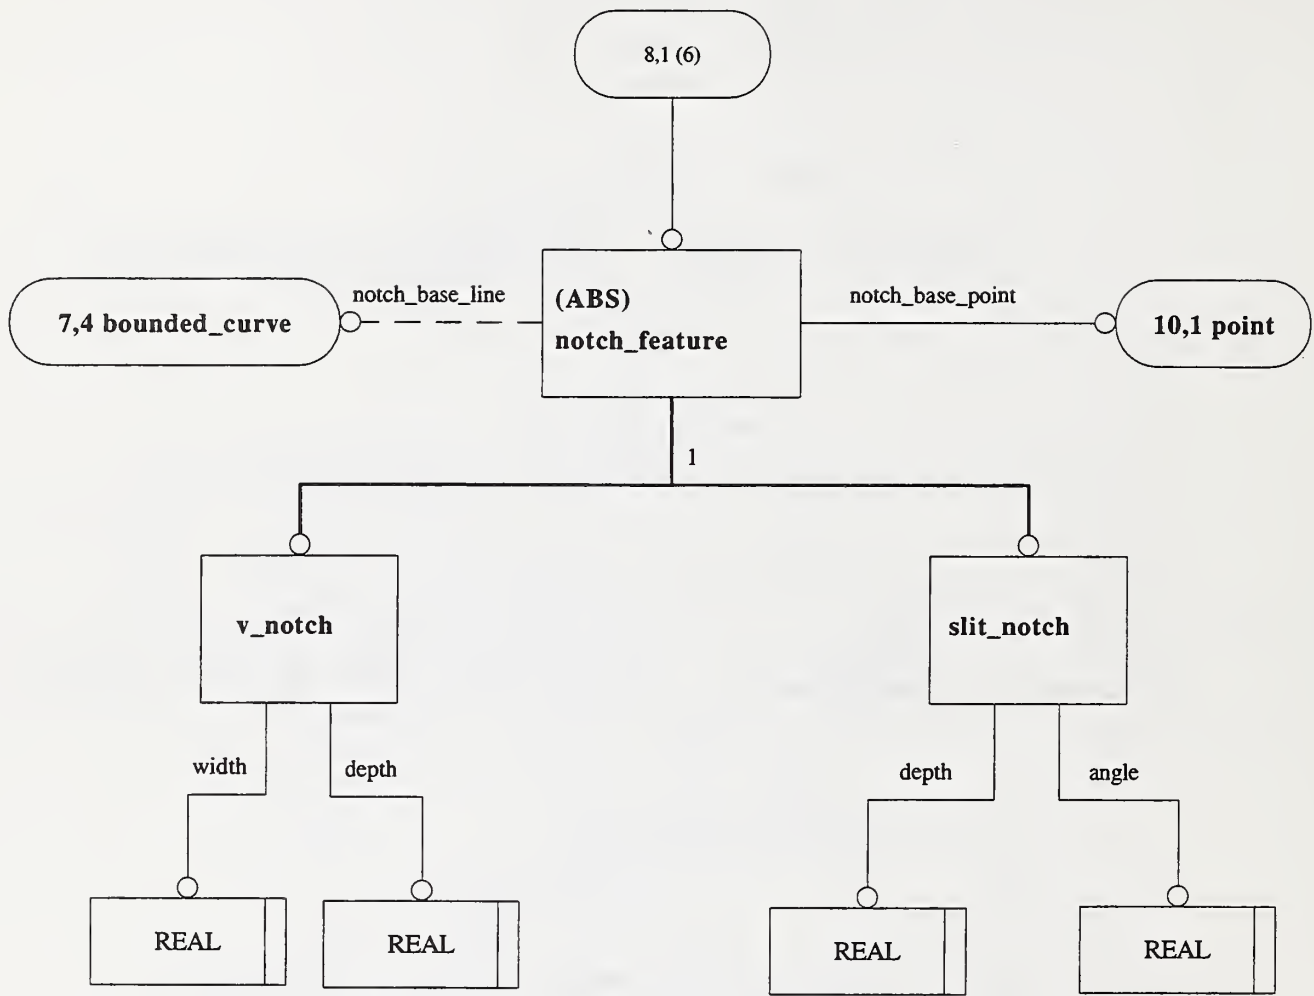 8,1 (6)
notch_base_line
(ABS)
notch_base_point
7,4 bounded_curve
notch_feature
10,1 point
1
v_notch
slit_notch
width
depth
depth
angle
REAL
REAL
REAL
REAL